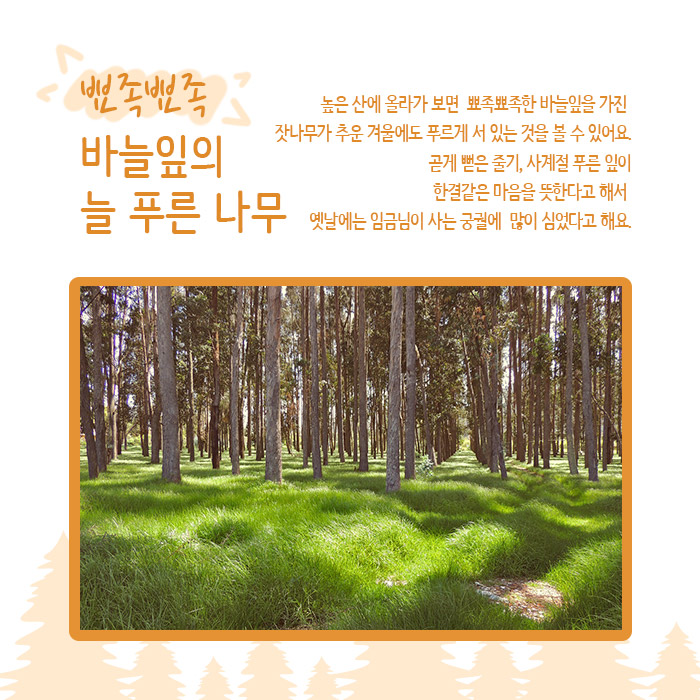 뾰족뾰족
바늘잎의
늘 푸른 나무
높은 산에 올라가 보면 뾰족뾰족한 바늘잎을 가진
잣나무가 추운 겨울에도 푸르게 서 있는 것을 볼 수 있어요.
곧게 뻗은 줄기, 사계절 푸른 잎이
한결같은 마음을 뜻한다고 해서
옛날에는 임금님이 사는 궁궐에 많이 심었다고 해요.